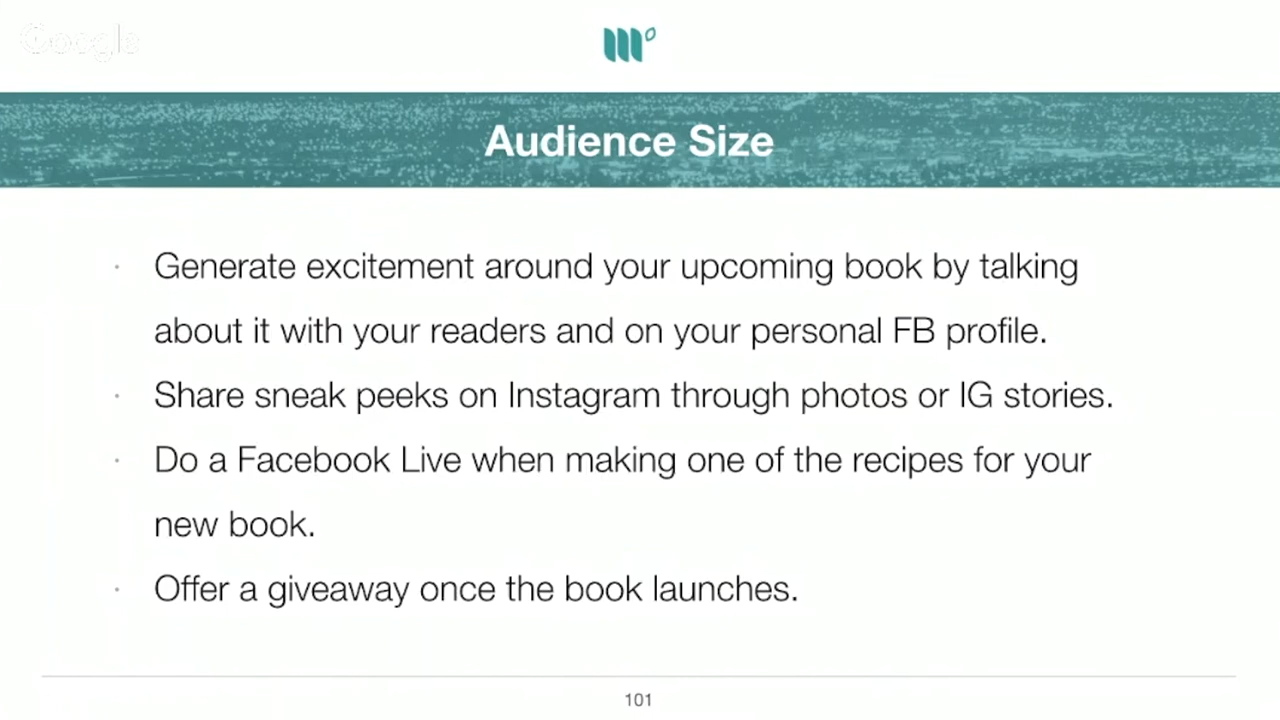 Google
Audience Size
· Generate excitement around your upcoming book by talking
about it with your readers and on your personal FB profile.
· Share sneak peeks on Instagram through photos or IG stories.
· Do a Facebook Live when making one of the recipes for your
new book.
· Offer a giveaway once the book launches.
101